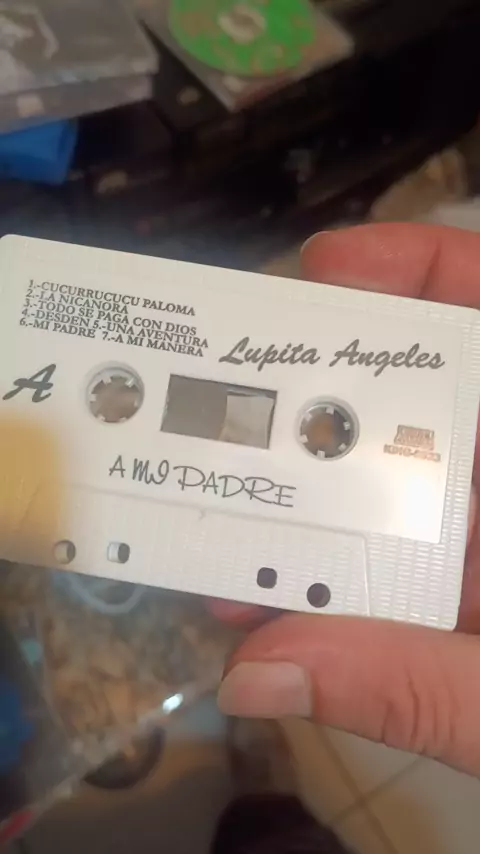 1.-CUCURRUCUCU PALOMA
2.-LA NICANORA
3.-TODO SE PAGA CON DIOS
4.-DESDEN 5.-UNA AVENTURA
6.-MI PADRE 7.-A MI MANERA
Lupita Angeles
A
A MI PADRE